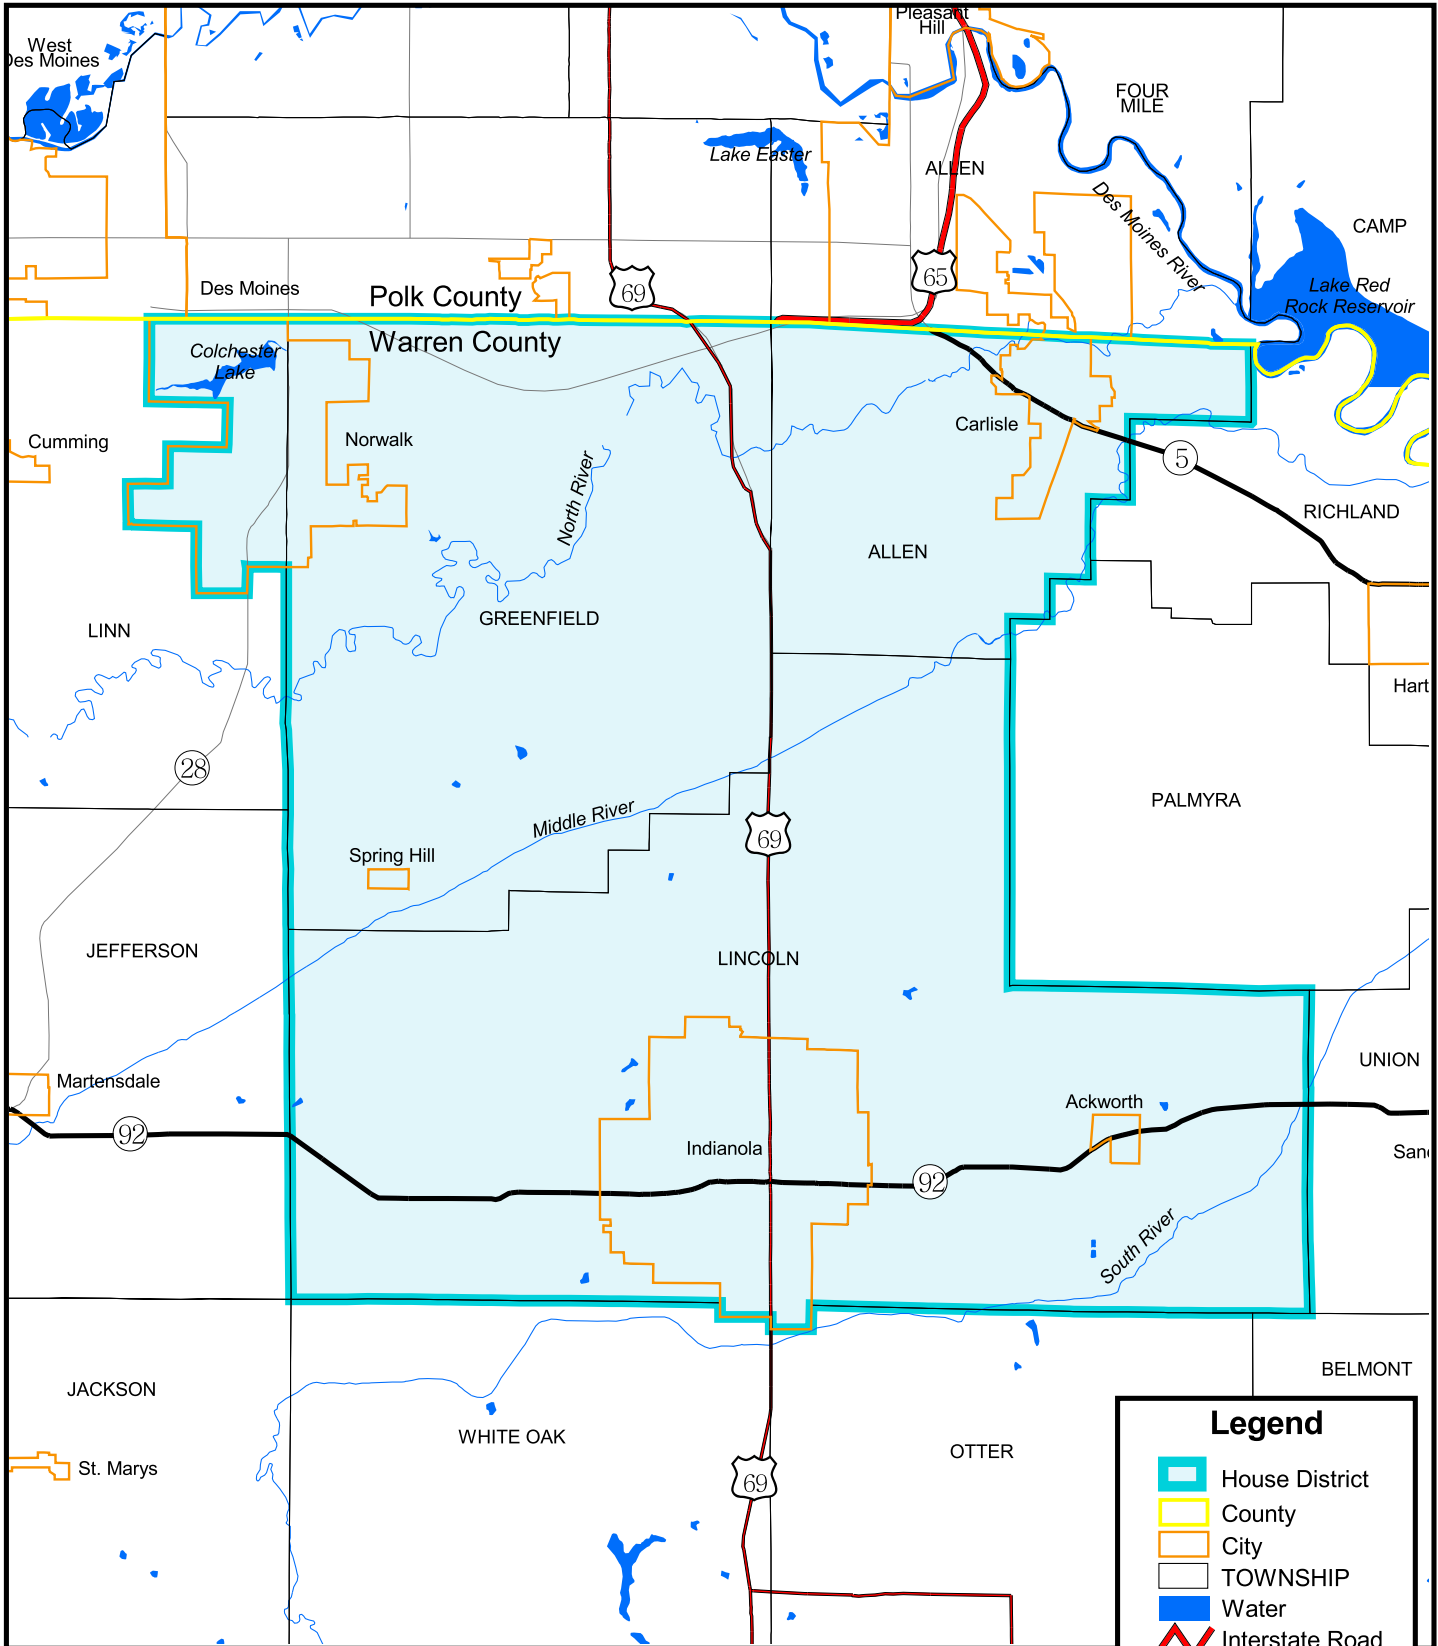 Pleasant
Hill
West
Des Moines
FOUR
MILE
Lake Easter
ALLEN
Des Moines River
CAMP
65
69
Lake Red
Rock Reservoir
Des Moines
Polk County
Warren County
Colchester
Lake
Cumming
Norwalk
Carlisle
5
North River
RICHLAND
ALLEN
GREENFIELD
LINN
Hart
28
PALMYRA
Middle River
69
Spring Hill
JEFFERSON
LINCOLN
UNION
Martensdale
Ackworth
92
Indianola
San
92
South River
JACKSON
BELMONT
WHITE OAK
OTTER
St. Marys
69
Legend
House District
County
City
TOWNSHIP
Water
Interstate Road